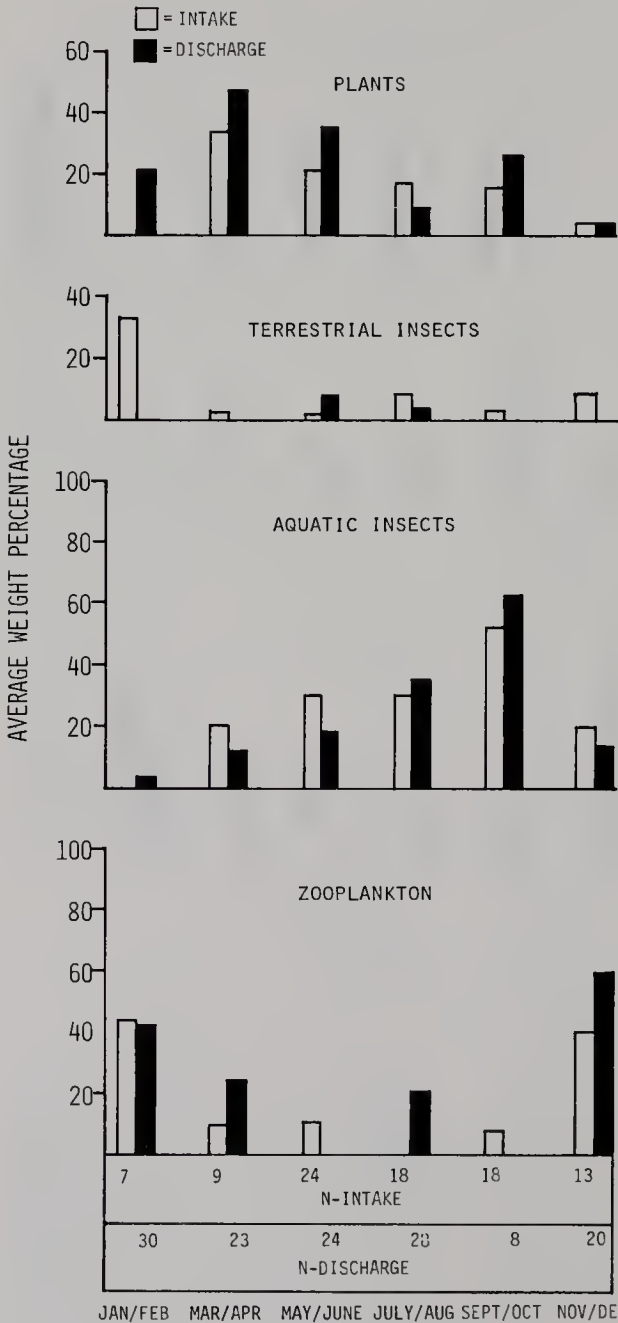 = INTAKE
= DISCHARGE
PLANTS
60
40
20
TERRESTRIAL INSECTS
40
20
AVERAGE WEIGHT PERCENTAGE
AQUATIC INSECTS
100
80
60
40
20
ZOOPLANKTON
100
80
60
40
20
7 9 24 18 18 13
N-INTAKE
30 23 24 8 20
N-DISCHARGE
JAN/FEB MAR/APR MAY/JUNE JULY/AUG SEPT/OCT NOV/DE